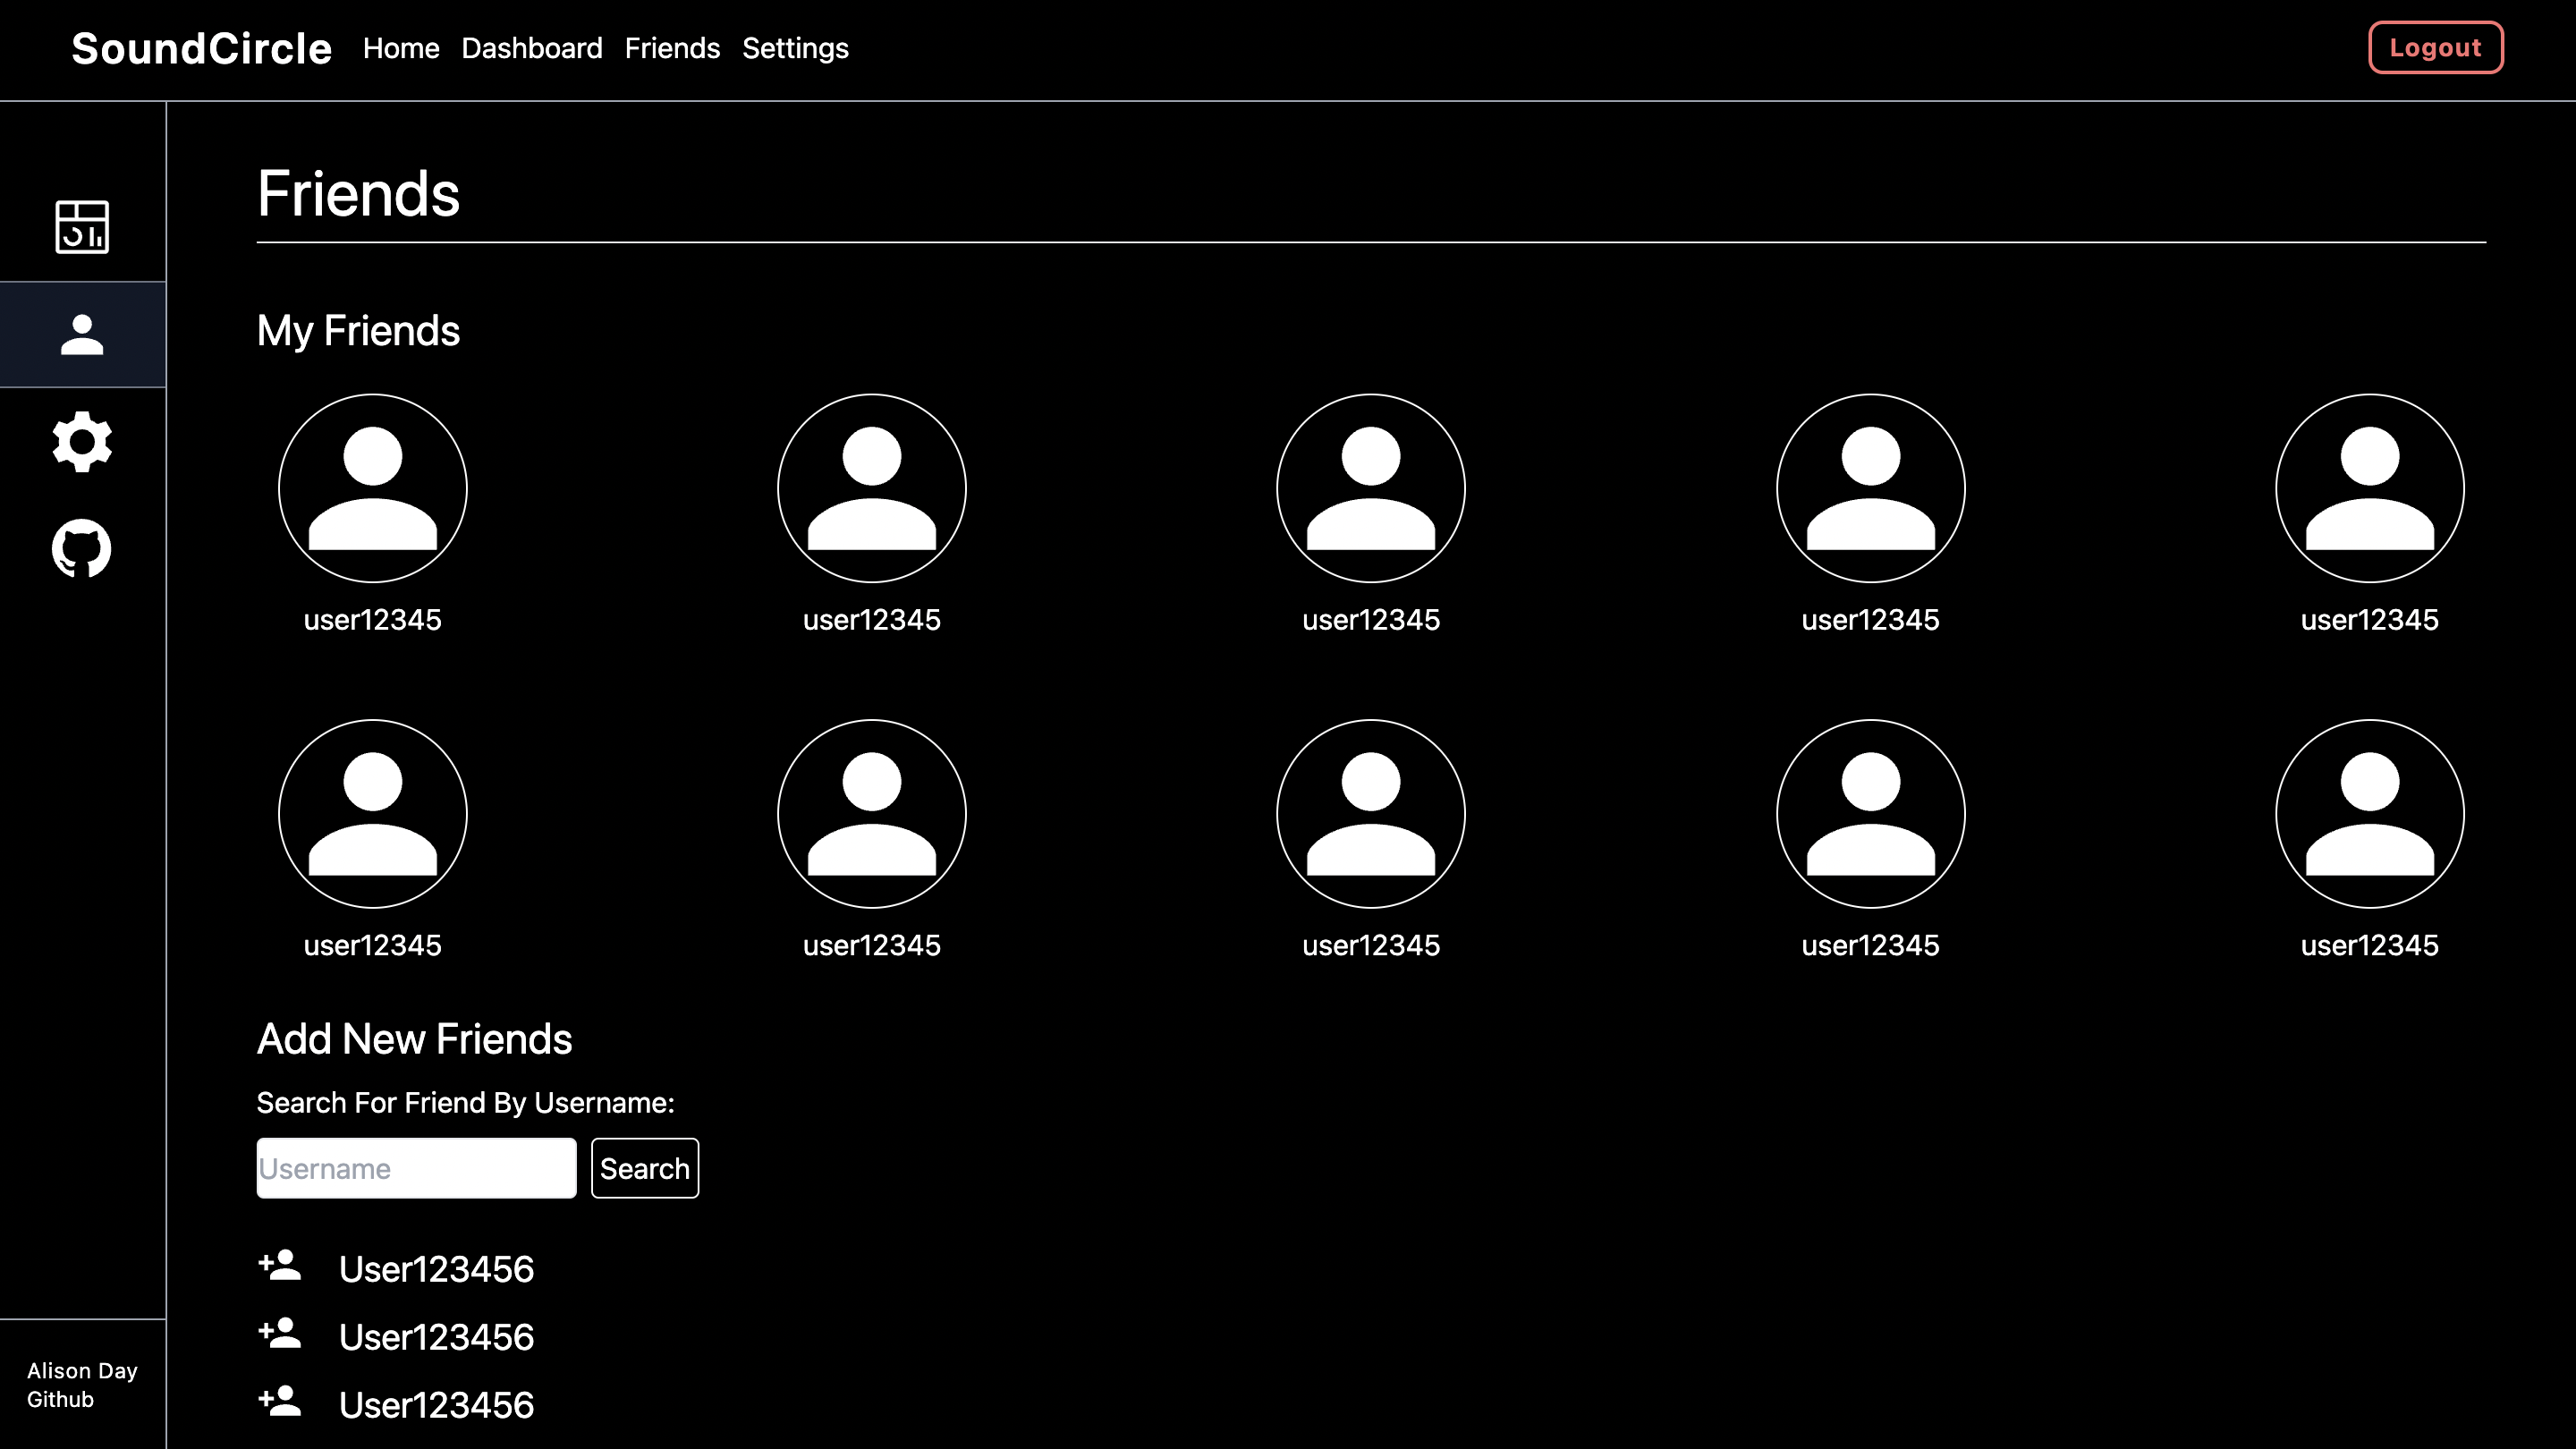 SoundCircle Home Dashboard Friends Settings Logout
Friends
My Friends
user12345 user12345 user12345 user12345 user12345
user12345 user12345 user12345 user12345 user12345
Add New Friends
Search For Friend By Username:
Username Search
User123456
User123456
User123456
Alison Day
Github